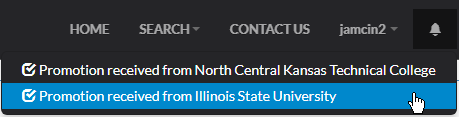 HOME SEARCH CONTACT US jamcin2
Promotion received from North Central Kansas Technical College
Promotion received from Illinois State University